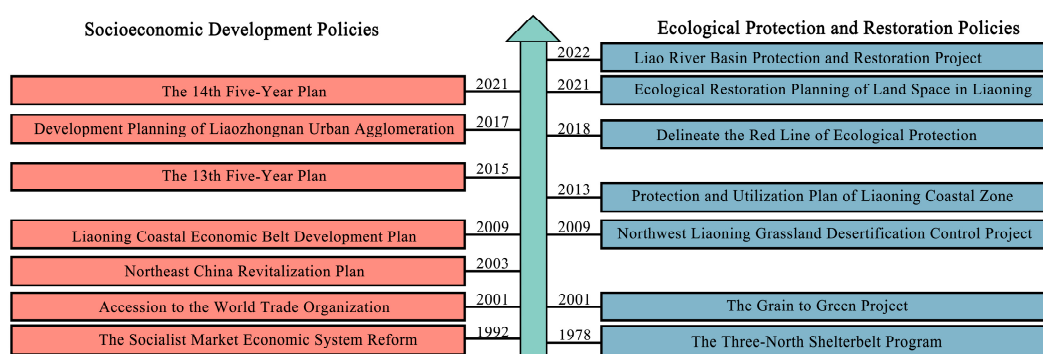 Socioeconomic Development Policies
Ecological Protection and Restoration Policies
2022
Liao River Basin Protection and Restoration Project
The 14th Five-Year Plan
2021
2021
Ecological Restoration Planning of Land Space in Liaoning
Development Planning of Liaozhongnan Urban Agglomeration
2017
2018
Delineate the Red Line of Ecological Protection
The 13th Five-Year Plan
2015
2013
Protection and Utilization Plan of Liaoning Coastal Zone
Liaoning Coastal Economic Belt Development Plan
2009
2009
Northwest Liaoning Grassland Desertification Control Project
Northeast China Revitalization Plan
2003
Accession to the World Trade Organization
2001
2001
The Grain to Green Project
The Socialist Market Economic System Reform
1992
1978
The Three-North Shelterbelt Program